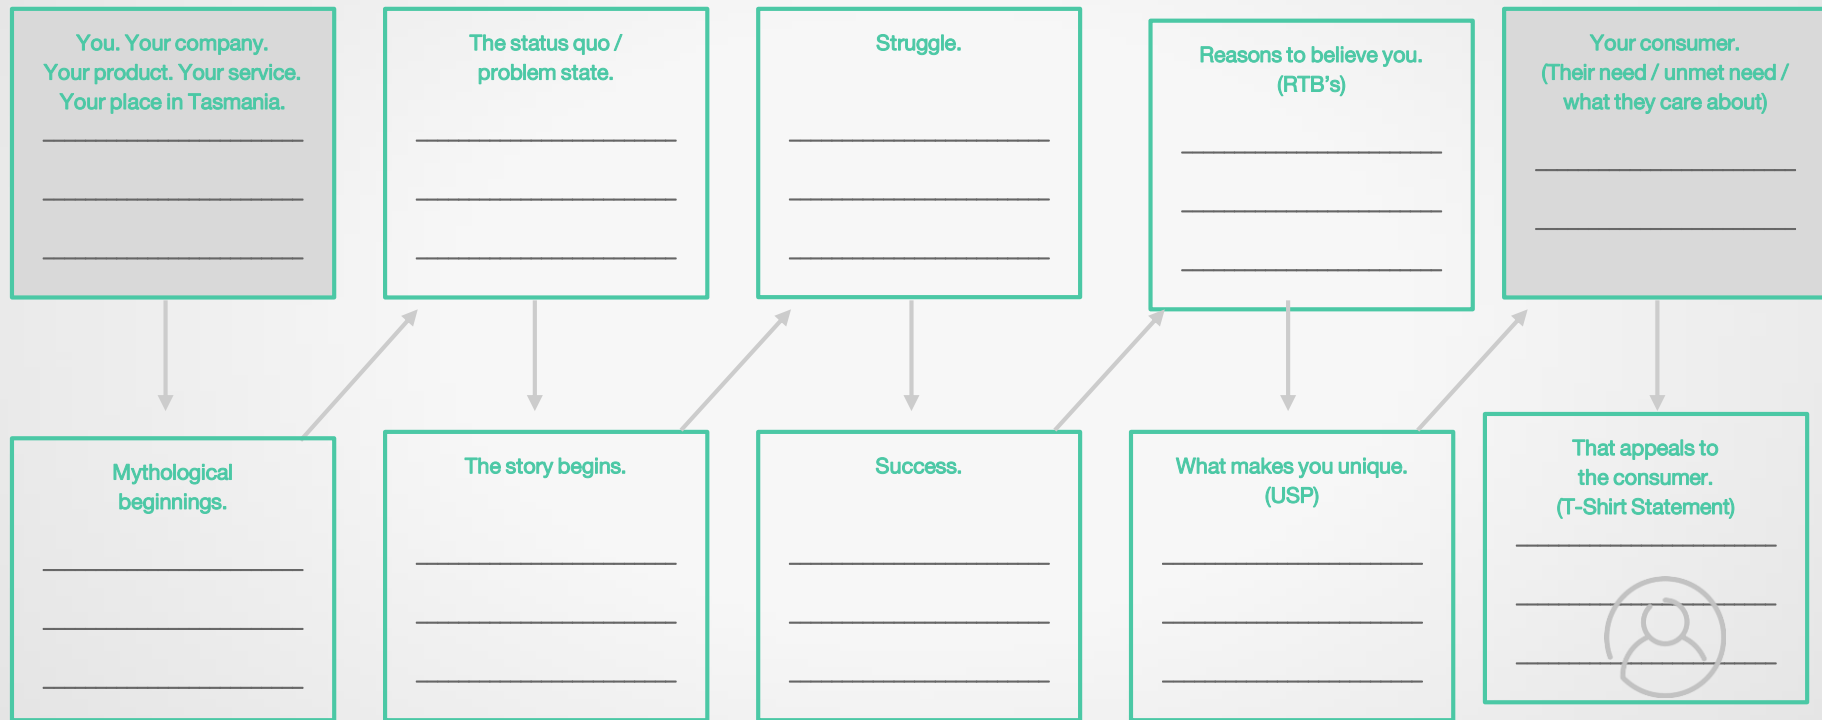 You. Your company.
Your product. Your service.
Your place in Tasmania.
Mythological
beginnings.
The status quo /
problem state.
The story begins.
Struggle.
Success.
Reasons to believe you.
(RTB's)
What makes you unique.
(USP)
Your consumer.
(Their need / unmet need /
what they care about)
That appeals to
the consumer.
(T-Shirt Statement)